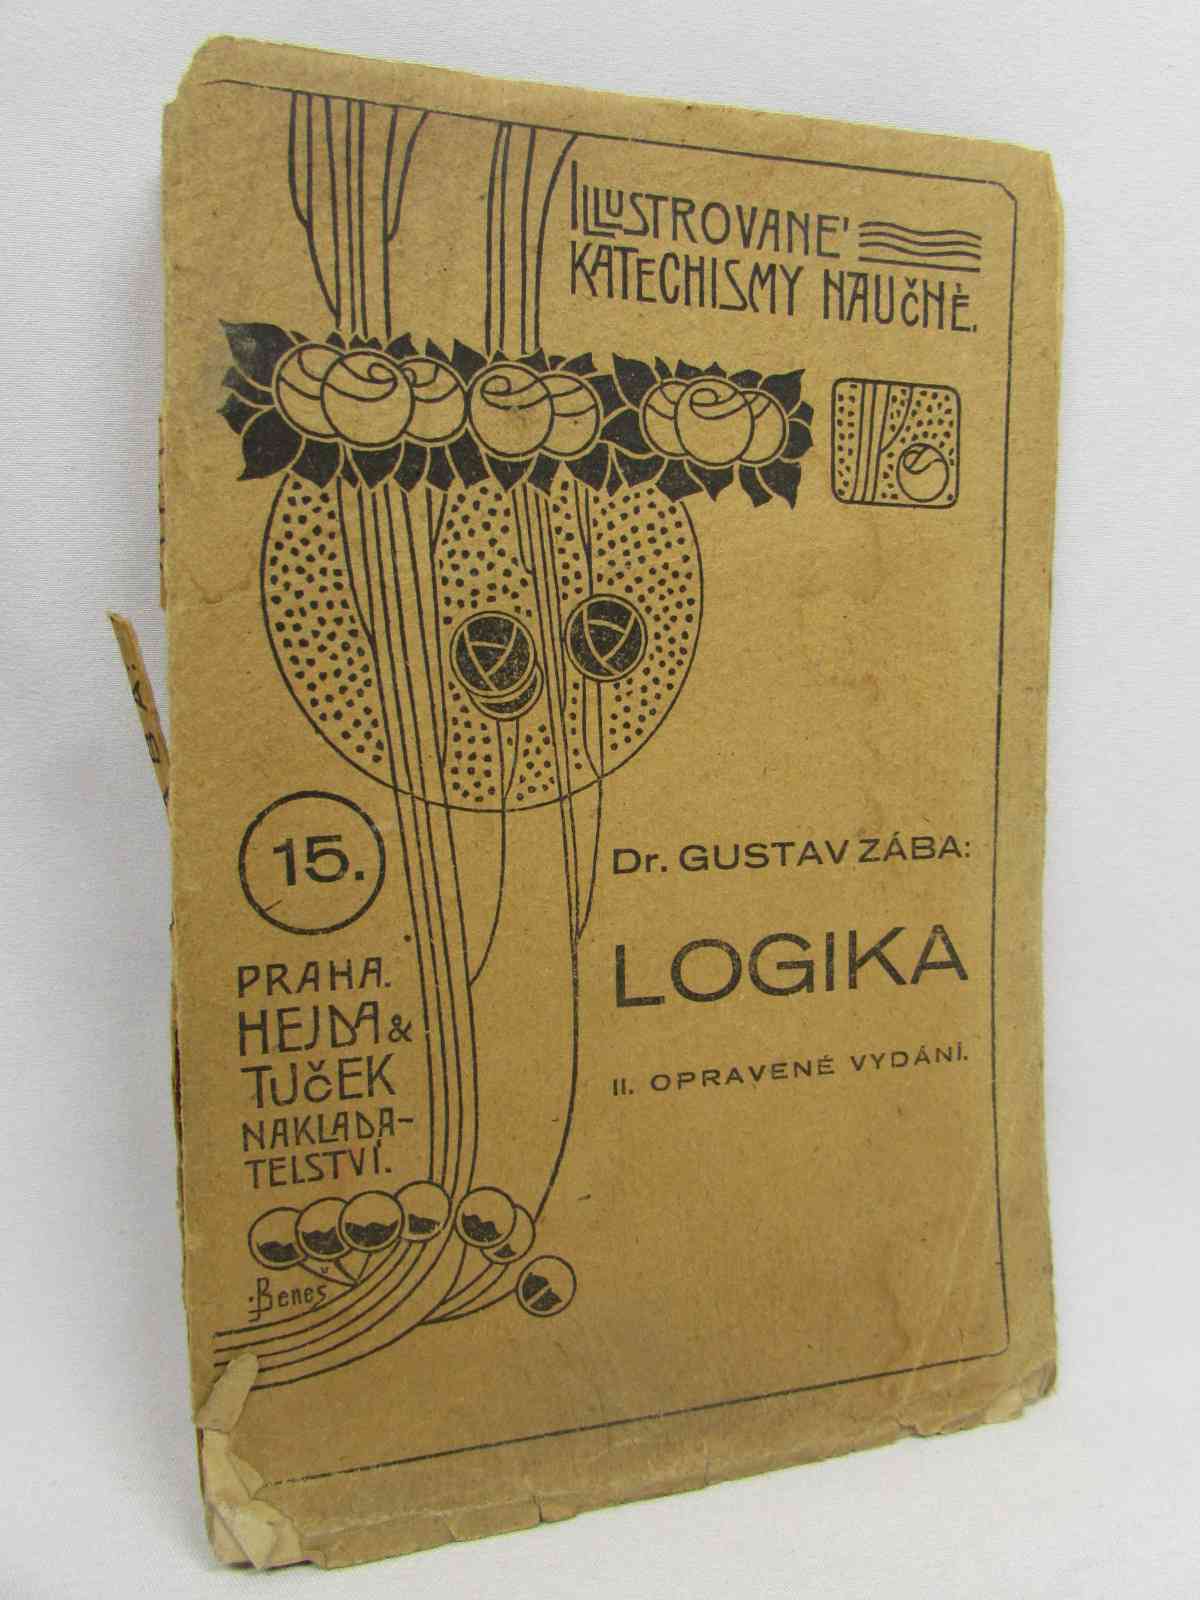 ILLUSTROVANÉ
KATECHISMY NAUČNÉ.
15.
PRAHA.
HEJDA &
TUČEK
NAKLADA-
TELSTVÍ.
Dr. GUSTAV ZÁBA:
LOGIKA
II. OPRAVENÉ VYDÁNÍ.
Beneš